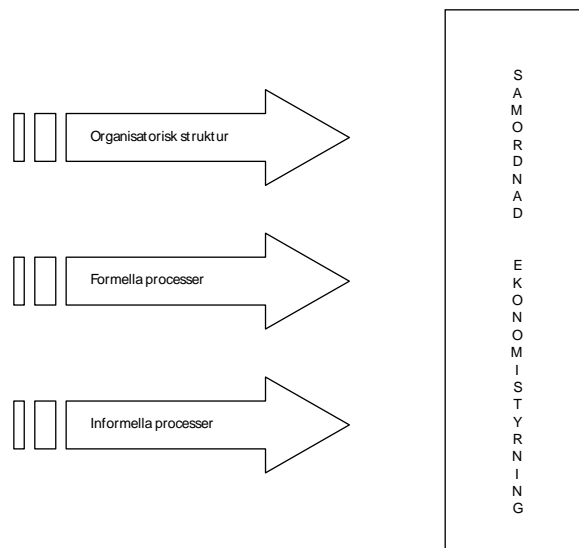 Organisatorisk struktur
Formella processer
Informella processer
SAMORDNAD EKONOMISTYRNING